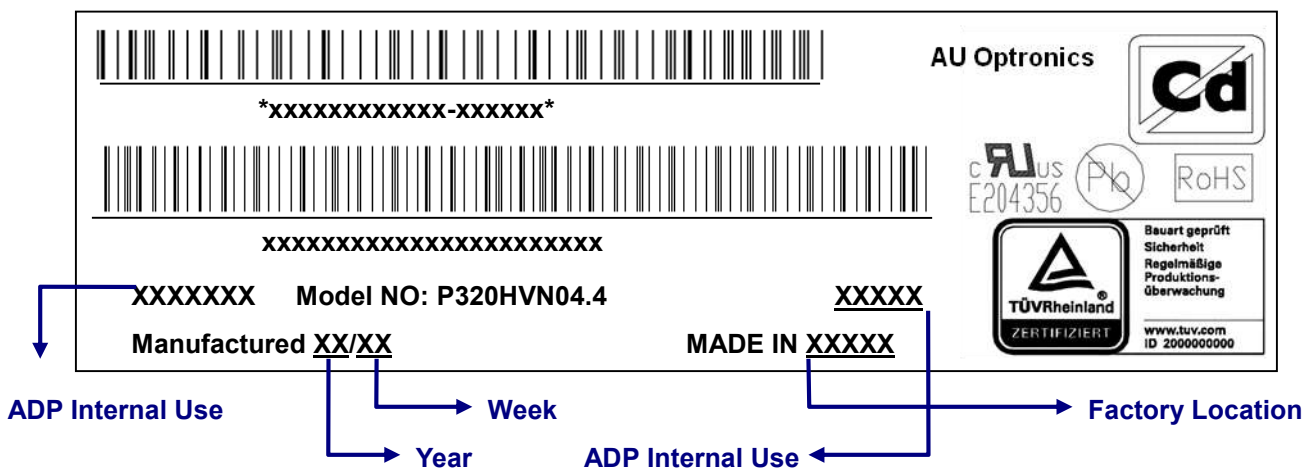 AU Optronics
Cd
*xxxxxxxxxxxx-xxxxxx*
c RU US
E204356
Pb
RoHS
xxxxxxxxxxxxxxxxxxxxxxx
Bauart geprüft
Sicherheit
Regelmäßige
Produktions-
überwachung
TÜVRheinland®
ZERTIFIZIERT
www.tuv.com
ID 2000000000
XXXXXXX Model NO: P320HVN04.4 XXXXX
Manufactured XX/XX MADE IN XXXXX
ADP Internal Use
Week
Factory Location
Year
ADP Internal Use